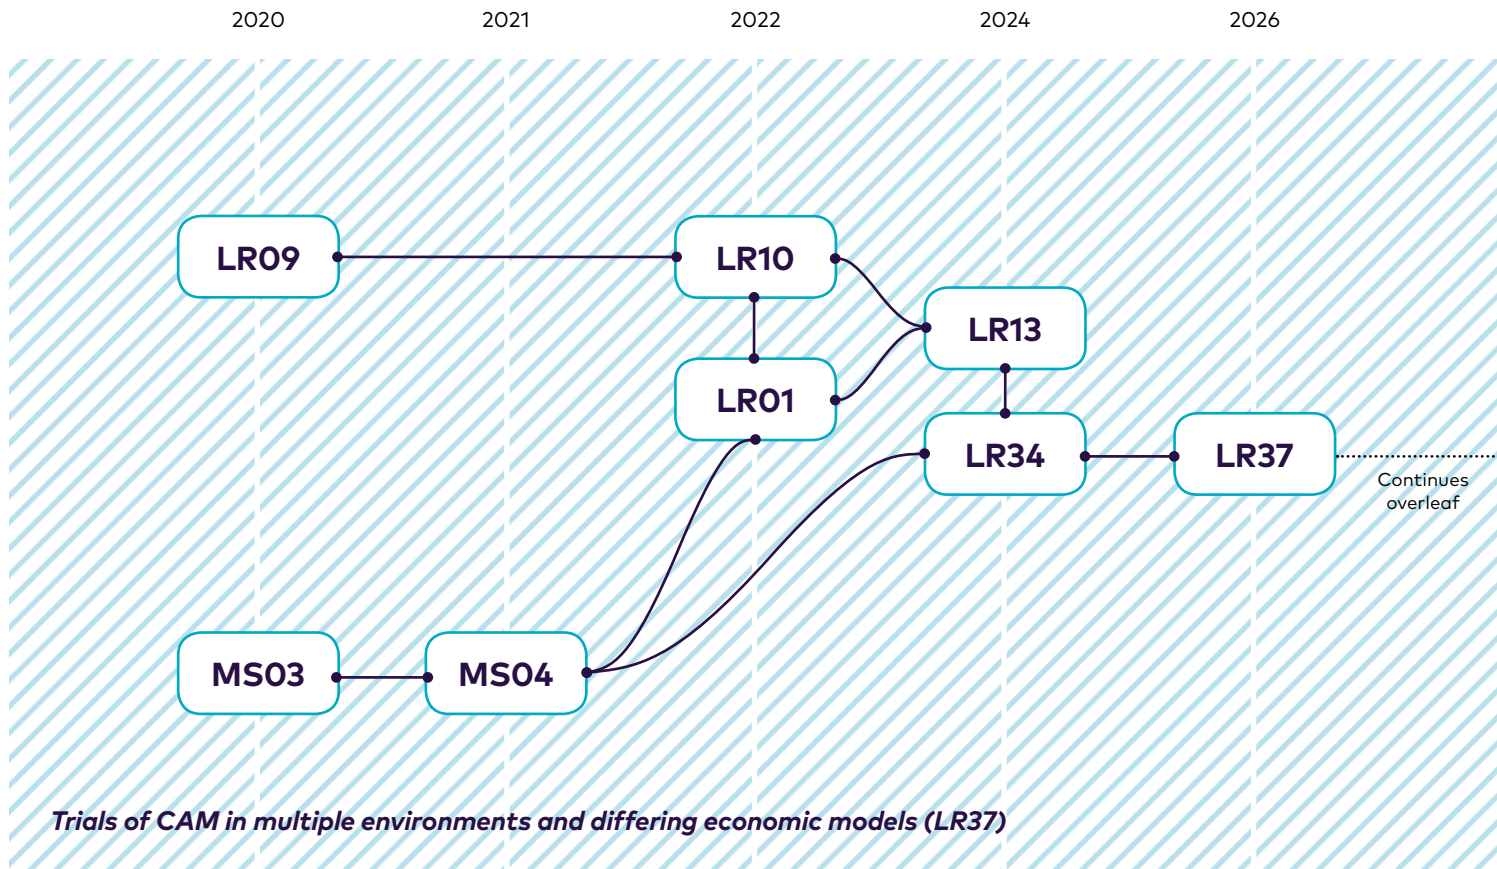 2020 2021 2022 2024 2026
LR09
LR10
LR13
LR01
LR34
LR37
Continues
overleaf
MS03
MS04
Trials of CAM in multiple environments and differing economic models (LR37)